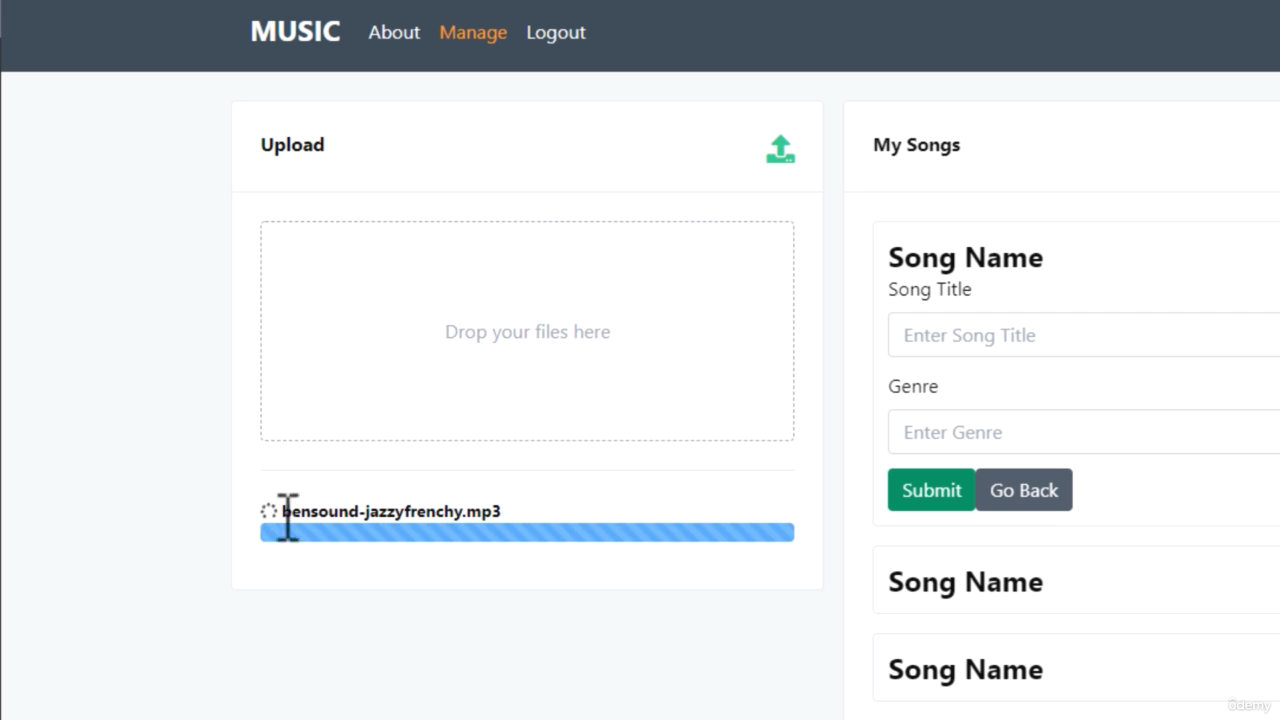 MUSIC About Manage Logout
Upload
Drop your files here
bensound-jazzyfrenchy.mp3
My Songs
Song Name
Song Title
Enter Song Title
Genre
Enter Genre
Submit Go Back
Song Name
Song Name
ûdemy